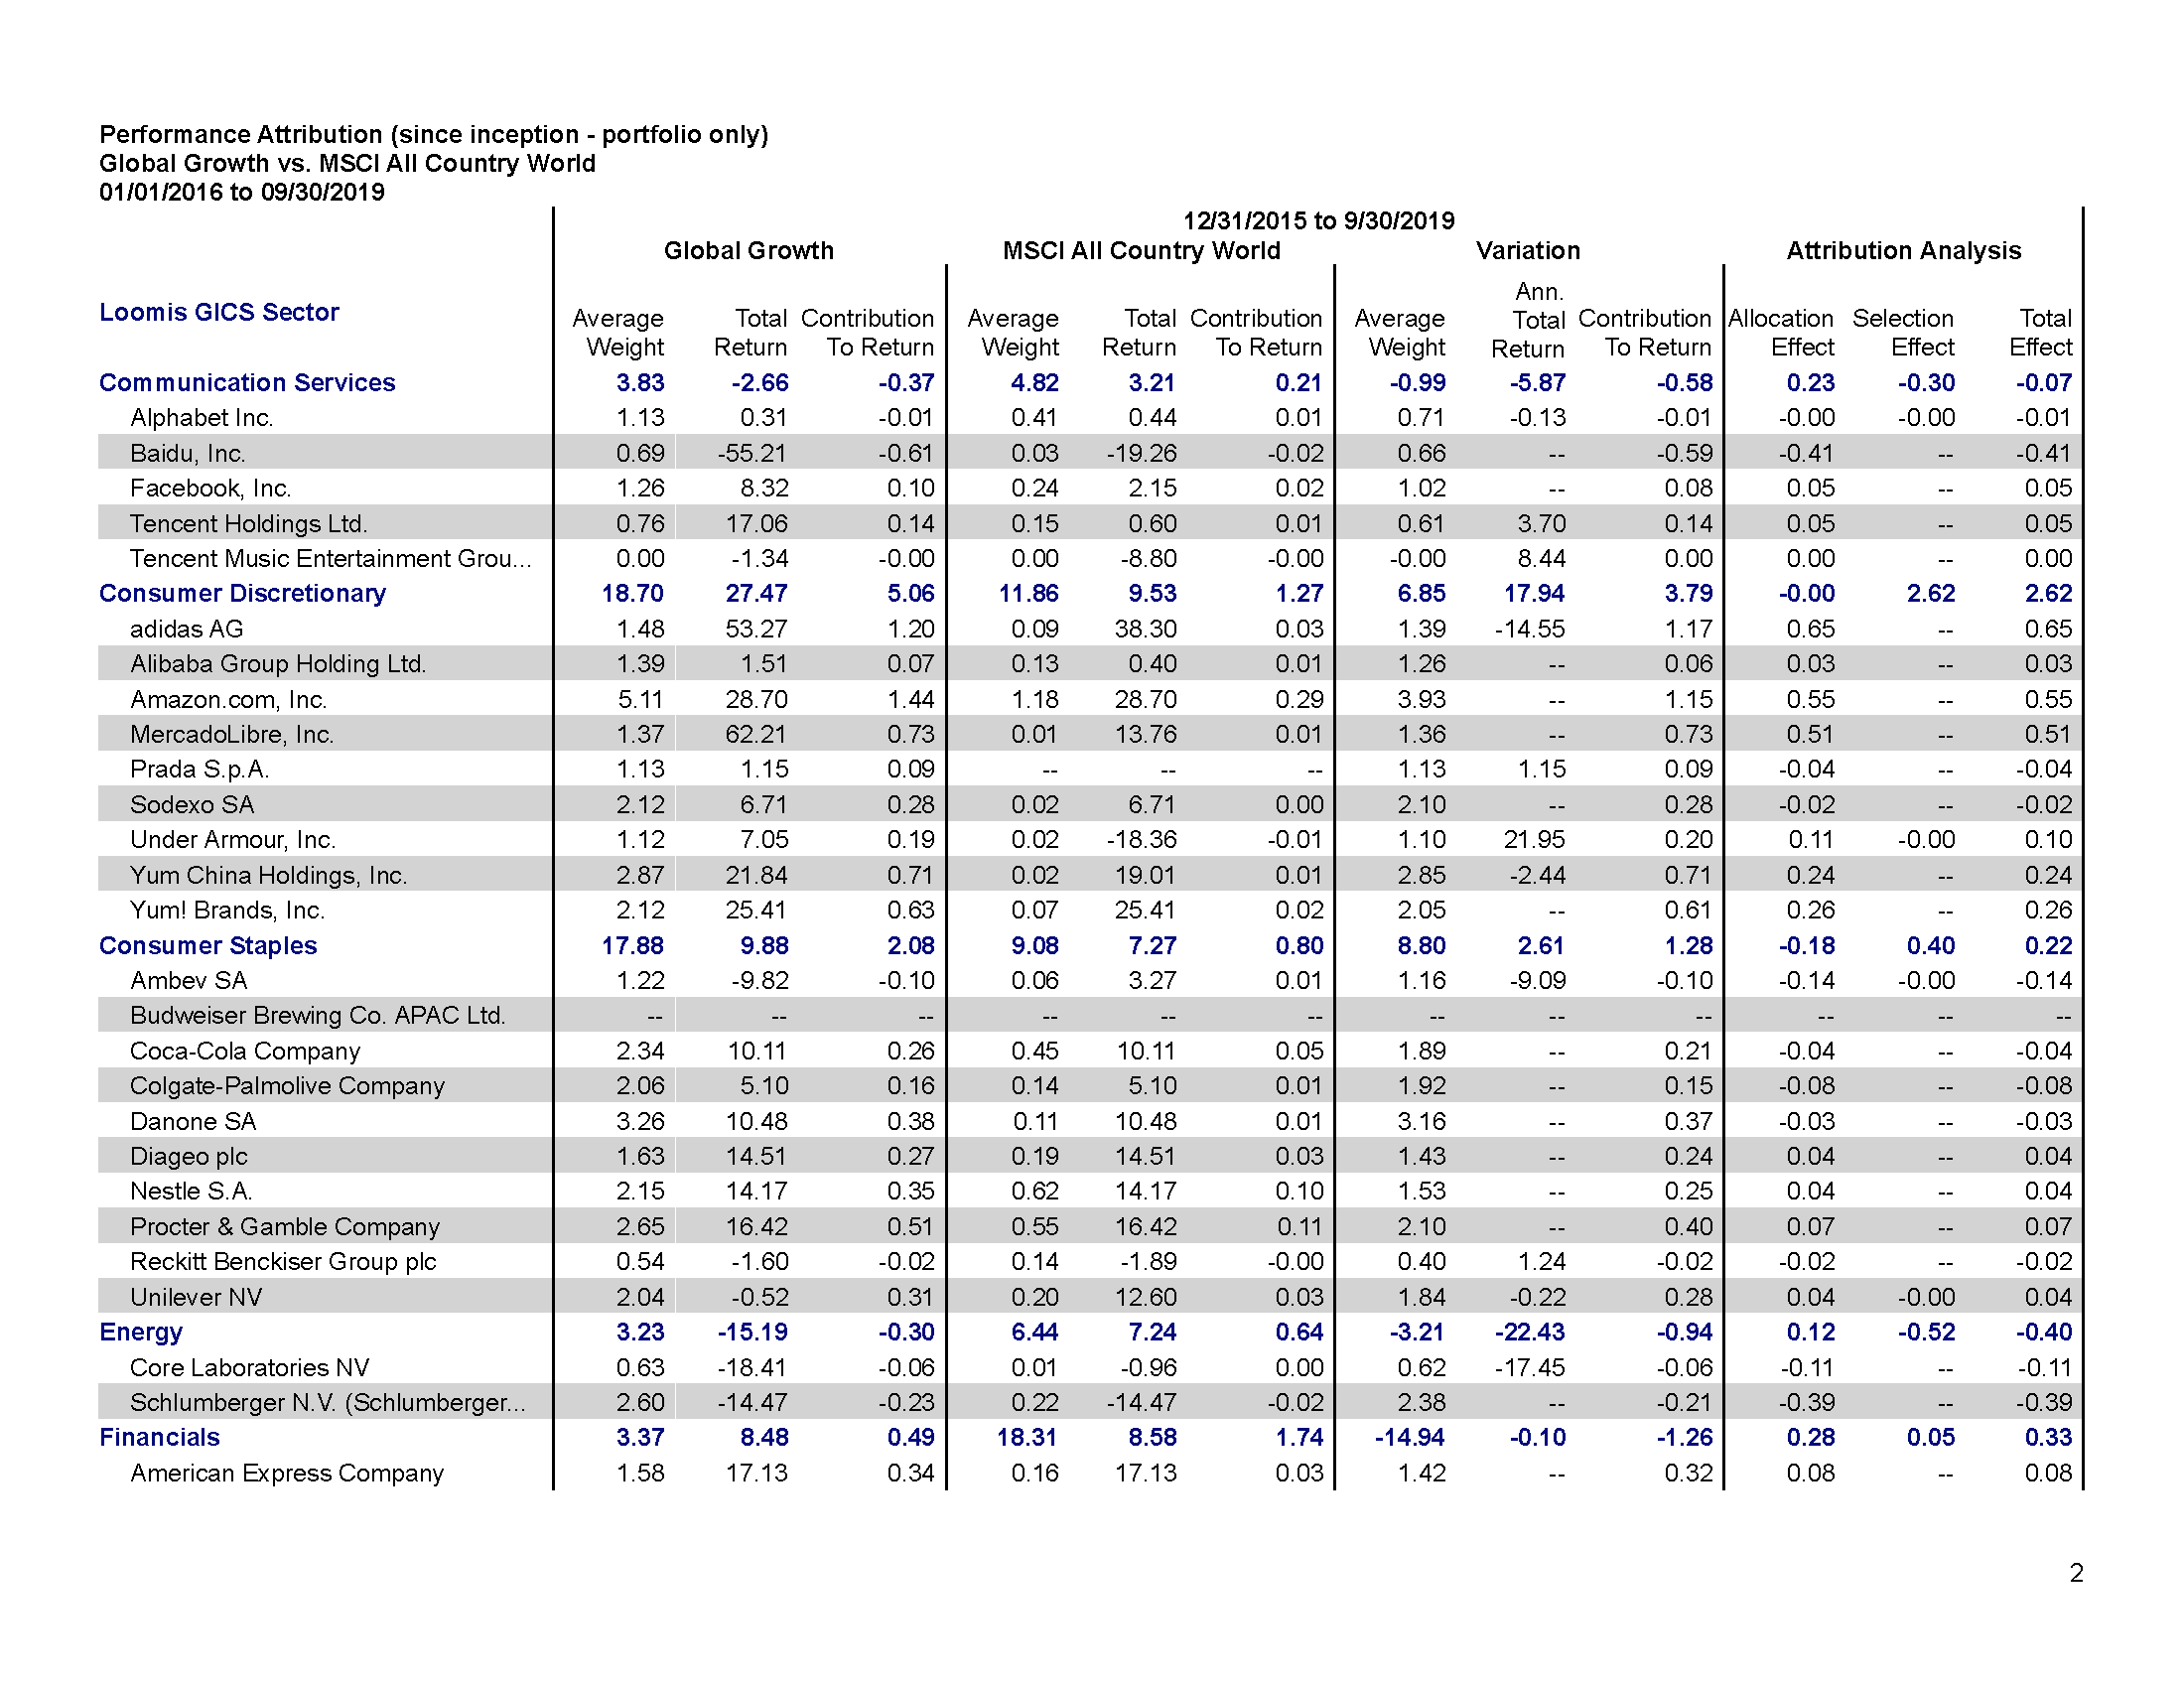 Performance Attribution (since inception - portfolio only)
Global Growth vs. MSCI All Country World
01/01/2016 to 09/30/2019
12/31/2015 to 9/30/2019
Global Growth MSCI All Country World Variation Attribution Analysis
Loomis GICS Sector Average Weight Total Return Contribution To Return Average Weight Total Return Contribution To Return Average Weight Ann. Total Return Contribution To Return Allocation Effect Selection Effect Total Effect
Communication Services 3.83 -2.66 -0.37 4.82 3.21 0.21 -0.99 -5.87 -0.58 0.23 -0.30 -0.07
Alphabet Inc. 1.13 0.31 -0.01 0.41 0.44 0.01 0.71 -0.13 -0.01 -0.00 -0.00 -0.01
Baidu, Inc. 0.69 -55.21 -0.61 0.03 -19.26 -0.02 0.66 -- -0.59 -0.41 -- -0.41
Facebook, Inc. 1.26 8.32 0.10 0.24 2.15 0.02 1.02 -- 0.08 0.05 -- 0.05
Tencent Holdings Ltd. 0.76 17.06 0.14 0.15 0.60 0.01 0.61 3.70 0.14 0.05 -- 0.05
Tencent Music Entertainment Grou... 0.00 -1.34 -0.00 0.00 -8.80 -0.00 -0.00 8.44 0.00 0.00 -- 0.00
Consumer Discretionary 18.70 27.47 5.06 11.86 9.53 1.27 6.85 17.94 3.79 -0.00 2.62 2.62
adidas AG 1.48 53.27 1.20 0.09 38.30 0.03 1.39 -14.55 1.17 0.65 -- 0.65
Alibaba Group Holding Ltd. 1.39 1.51 0.07 0.13 0.40 0.01 1.26 -- 0.06 0.03 -- 0.03
Amazon.com, Inc. 5.11 28.70 1.44 1.18 28.70 0.29 3.93 -- 1.15 0.55 -- 0.55
MercadoLibre, Inc. 1.37 62.21 0.73 0.01 13.76 0.01 1.36 -- 0.73 0.51 -- 0.51
Prada S.p.A. 1.13 1.15 0.09 -- -- -- 1.13 1.15 0.09 -0.04 -- -0.04
Sodexo SA 2.12 6.71 0.28 0.02 6.71 0.00 2.10 -- 0.28 -0.02 -- -0.02
Under Armour, Inc. 1.12 7.05 0.19 0.02 -18.36 -0.01 1.10 21.95 0.20 0.11 -0.00 0.10
Yum China Holdings, Inc. 2.87 21.84 0.71 0.02 19.01 0.01 2.85 -2.44 0.71 0.24 -- 0.24
Yum! Brands, Inc. 2.12 25.41 0.63 0.07 25.41 0.02 2.05 -- 0.61 0.26 -- 0.26
Consumer Staples 17.88 9.88 2.08 9.08 7.27 0.80 8.80 2.61 1.28 -0.18 0.40 0.22
Ambev SA 1.22 -9.82 -0.10 0.06 3.27 0.01 1.16 -9.09 -0.10 -0.14 -0.00 -0.14
Budweiser Brewing Co. APAC Ltd. -- -- -- -- -- -- -- -- -- -- -- --
Coca-Cola Company 2.34 10.11 0.26 0.45 10.11 0.05 1.89 -- 0.21 -0.04 -- -0.04
Colgate-Palmolive Company 2.06 5.10 0.16 0.14 5.10 0.01 1.92 -- 0.15 -0.08 -- -0.08
Danone SA 3.26 10.48 0.38 0.11 10.48 0.01 3.16 -- 0.37 -0.03 -- -0.03
Diageo plc 1.63 14.51 0.27 0.19 14.51 0.03 1.43 -- 0.24 0.04 -- 0.04
Nestle S.A. 2.15 14.17 0.35 0.62 14.17 0.10 1.53 -- 0.25 0.04 -- 0.04
Procter & Gamble Company 2.65 16.42 0.51 0.55 16.42 0.11 2.10 -- 0.40 0.07 -- 0.07
Reckitt Benckiser Group plc 0.54 -1.60 -0.02 0.14 -1.89 -0.00 0.40 1.24 -0.02 -0.02 -- -0.02
Unilever NV 2.04 -0.52 0.31 0.20 12.60 0.03 1.84 -0.22 0.28 0.04 -0.00 0.04
Energy 3.23 -15.19 -0.30 6.44 7.24 0.64 -3.21 -22.43 -0.94 0.12 -0.52 -0.40
Core Laboratories NV 0.63 -18.41 -0.06 0.01 -0.96 0.00 0.62 -17.45 -0.06 -0.11 -- -0.11
Schlumberger N.V. (Schlumberger... 2.60 -14.47 -0.23 0.22 -14.47 -0.02 2.38 -- -0.21 -0.39 -- -0.39
Financials 3.37 8.48 0.49 18.31 8.58 1.74 -14.94 -0.10 -1.26 0.28 0.05 0.33
American Express Company 1.58 17.13 0.34 0.16 17.13 0.03 1.42 -- 0.32 0.08 -- 0.08
2